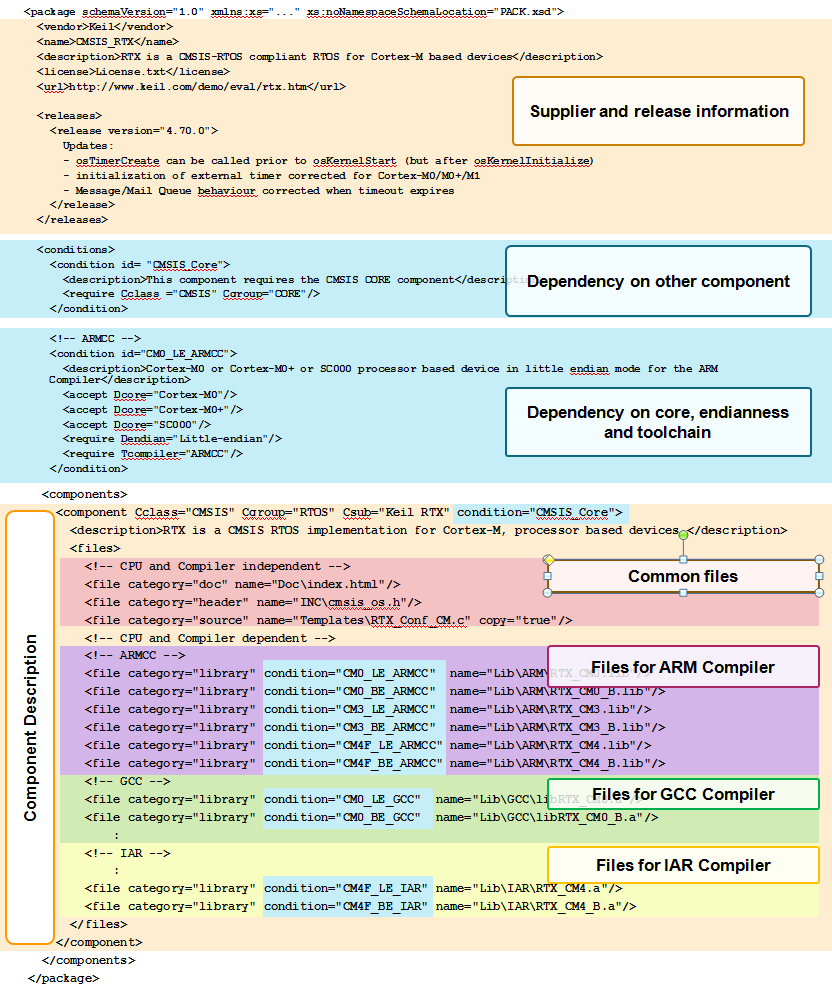 <package schemaVersion="1.0" xmlns:xs="..." xs:noNamespaceSchemaLocation="PACK.xsd">
<vendor>Keil</vendor>
<name>CMSIS_RTX</name>
<description>RTX is a CMSIS-RTOS compliant RTOS for Cortex-M based devices</description>
<license>License.txt</license>
<url>http://www.keil.com/demo/eval/rtx.htm</url>
Supplier and release information
<releases>
<release version="4.70.0">
Updates:
- osTimerCreate can be called prior to osKernelStart (but after osKernelInitialize)
- initialization of external timer corrected for Cortex-M0/M0+/M1
- Message/Mail Queue behaviour corrected when timeout expires
</release>
</releases>
<conditions>
<condition id= "CMSIS_Core">
<description>This component requires the CMSIS CORE component</description>
Dependency on other component
<require Cclass ="CMSIS" Cgroup="CORE"/>
</condition>
<!-- ARMCC -->
<condition id="CM0_LE_ARMCC">
<description>Cortex-M0 or Cortex-M0+ or SC000 processor based device in little endian mode for the ARM
Compiler</description>
<accept Dcore="Cortex-M0"/>
<accept Dcore="Cortex-M0+"/>
<accept Dcore="SC000"/>
<require Dendian="Little-endian"/>
<require Tcompiler="ARMCC"/>
</condition>
Dependency on core, endianness
and toolchain
<components>
<component Cclass="CMSIS" Cgroup="RTOS" Csub="Keil RTX" condition="CMSIS_Core">
<description>RTX is a CMSIS RTOS implementation for Cortex-M, processor based devices </description>
<files>
<!-- CPU and Compiler independent -->
Common files
<file category="doc" name="Doc\index.html"/>
<file category="header" name="INC\cmsis_os.h"/>
<file category="source" name="Templates\RTX_Conf_CM.c" copy="true"/>
<!-- CPU and Compiler dependent -->
<!-- ARMCC -->
Files for ARM Compiler
<file category="library" condition="CM0_LE_ARMCC" name="Lib\ARM\RTX_CM0.lib"/>
<file category="library" condition="CM0_BE_ARMCC" name="Lib\ARM\RTX_CM0_B.lib"/>
<file category="library" condition="CM3_LE_ARMCC" name="Lib\ARM\RTX_CM3.lib"/>
<file category="library" condition="CM3_BE_ARMCC" name="Lib\ARM\RTX_CM3_B.lib"/>
<file category="library" condition="CM4F_LE_ARMCC" name="Lib\ARM\RTX_CM4.lib"/>
<file category="library" condition="CM4F_BE_ARMCC" name="Lib\ARM\RTX_CM4_B.lib"/>
<!-- GCC -->
Files for GCC Compiler
<file category="library" condition="CM0_LE_GCC" name="Lib\GCC\libRTX_CM0.a"/>
<file category="library" condition="CM0_BE_GCC" name="Lib\GCC\libRTX_CM0_B.a"/>
:
<!-- IAR -->
Files for IAR Compiler
:
<file category="library" condition="CM4F_LE_IAR" name="Lib\IAR\RTX_CM4.a"/>
<file category="library" condition="CM4F_BE_IAR" name="Lib\IAR\RTX_CM4_B.a"/>
</files>
</component>
</components>
</package>
Component Description